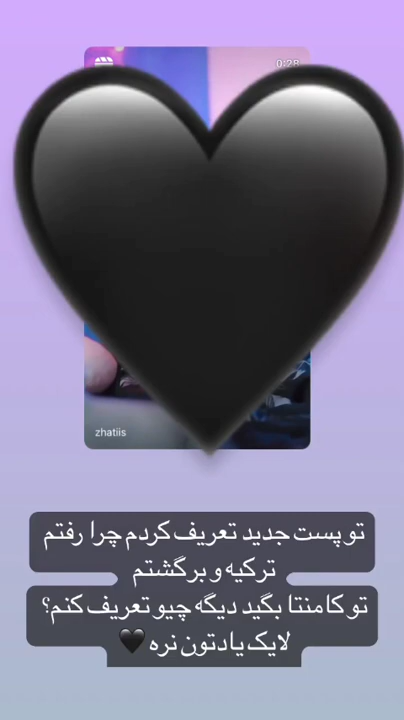 0:28
zhatiis
تو پست جدید تعریف کردم چرا رفتم
ترکیه و برگشتم
تو کامنتا بگید دیگه چیو تعریف کنم؟
لایک یادتون نره 🖤